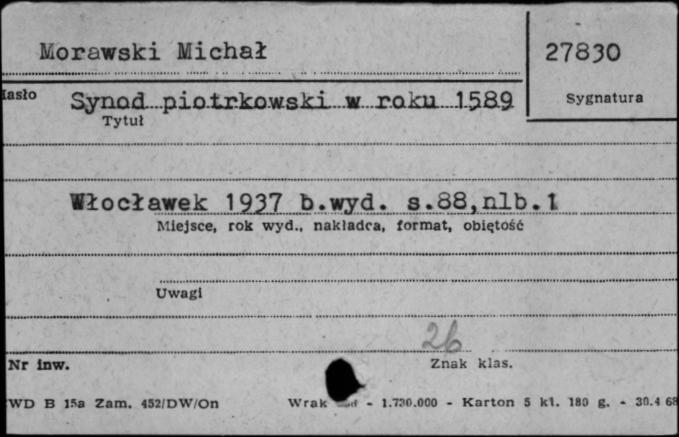 Morawski Michał
27830
Hasło
Synod piotrkowski w roku 1589
Sygnatura
Tytuł
Włocławek 1937 b.wyd. s.88,nlb.1
Miejsce, rok wyd., nakładca, format, objętość
Uwagi
26
Nr inw.
Znak klas.
WD B 15a Zam. 452/DW/On
Wrak - 1.730.000 - Karton 5 kl. 180 g. - 30.4 68